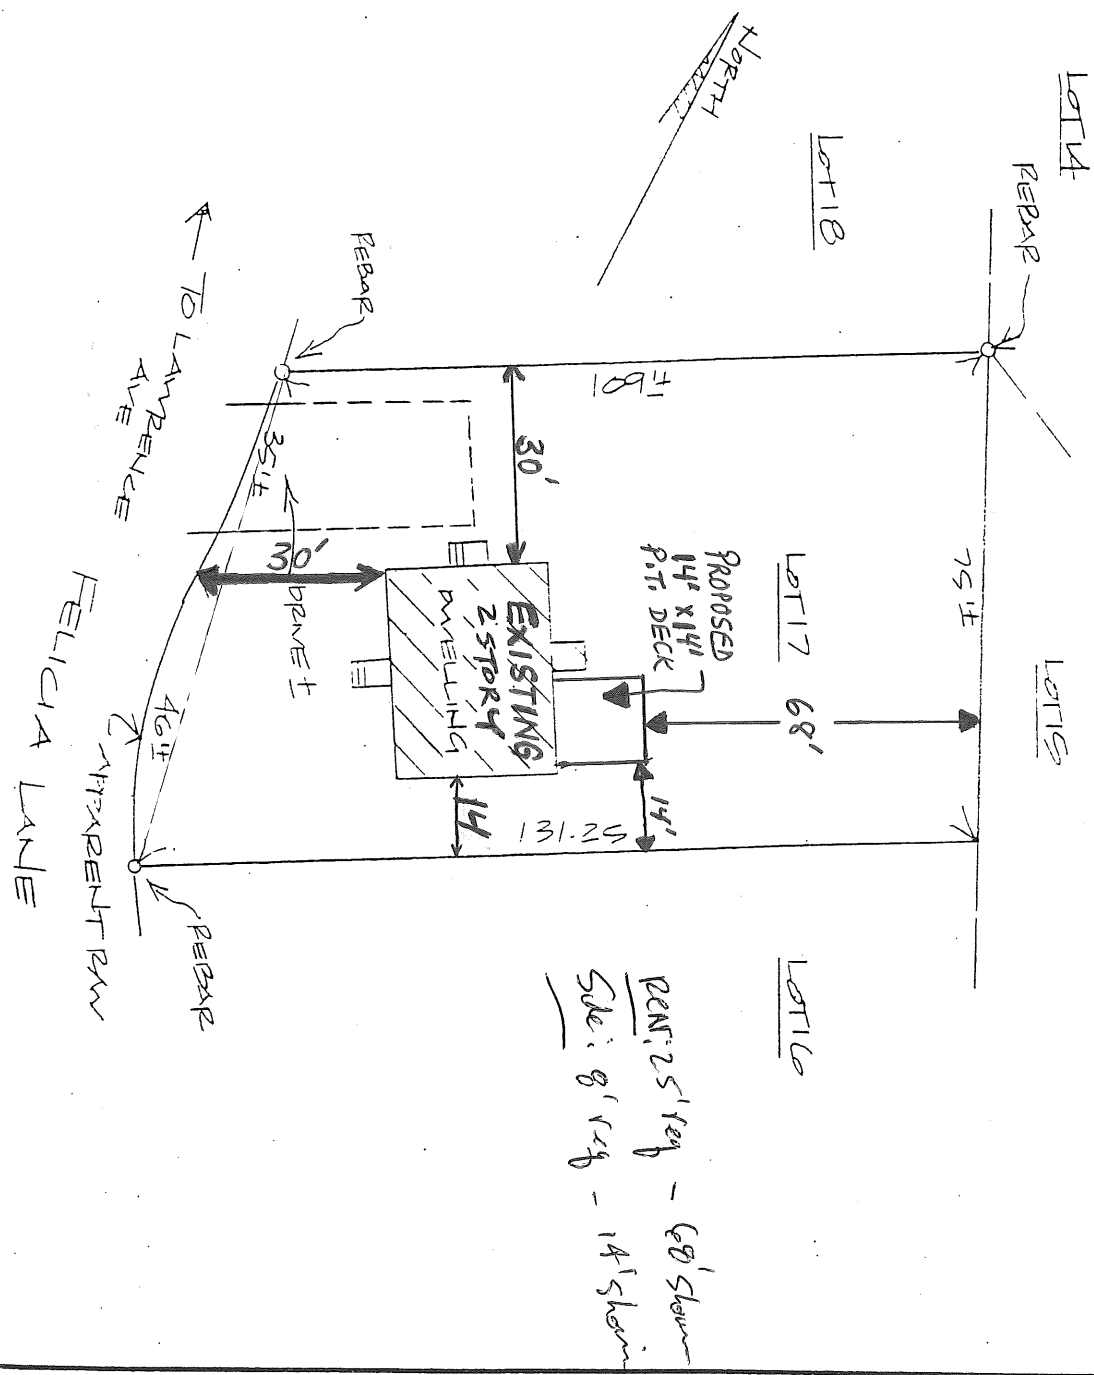 LOT 14
REBAR
NORTH
LOT 18
REBAR
TO LAWRENCE
AVE
109±
75'±
LOT 15
30'
35'±
30'
DRIVE±
PROPOSED
14' X 14'
P.T. DECK
LOT 17
68'
EXISTING
2 STORY
DWELLING
14
14'
131.25
46'±
APPARENT R/W
FELICIA LANE
REBAR
LOT 16
REAR: 25' req - 68' Shown
Side: 8' req - 14' Shown